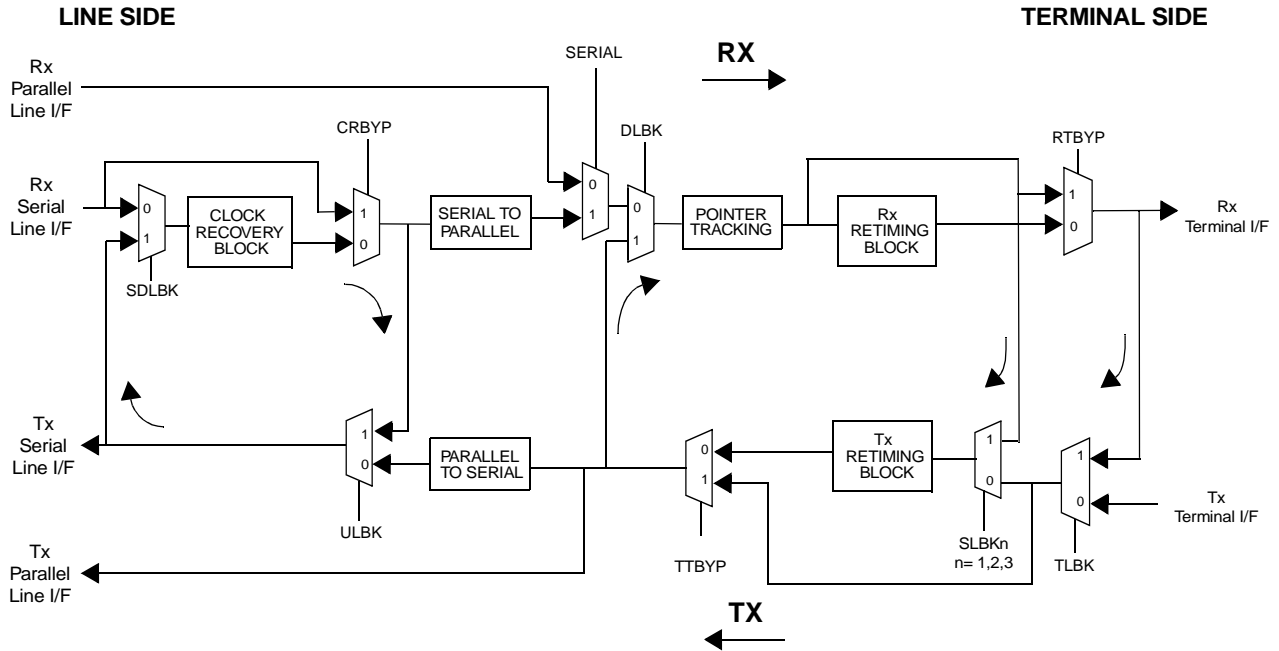 LINE SIDE
TERMINAL SIDE
SERIAL
RX
Rx
Parallel
Line I/F
CRBYP
DLBK
RTBYP
Rx
Serial
Line I/F
0
1
CLOCK
RECOVERY
BLOCK
1
0
SERIAL TO
PARALLEL
0
1
0
1
POINTER
TRACKING
Rx
RETIMING
BLOCK
1
0
Rx
Terminal I/F
SDLBK
Tx
Serial
Line I/F
1
0
PARALLEL
TO SERIAL
0
1
Tx
RETIMING
BLOCK
1
0
1
0
Tx
Terminal I/F
ULBK
TTBYP
SLBKn
n= 1,2,3
TLBK
Tx
Parallel
Line I/F
TX